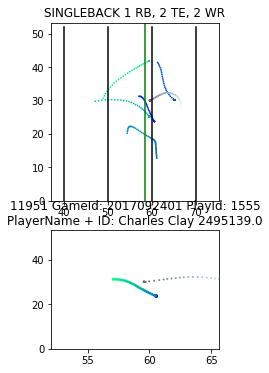 SINGLEBACK 1 RB, 2 TE, 2 WR
50
40
30
20
10
0
40 50 60 70
11951 GameId: 2017092401 PlayId: 1555
PlayerName + ID: Charles Clay 2495139.0
40
20
0
55 60 65